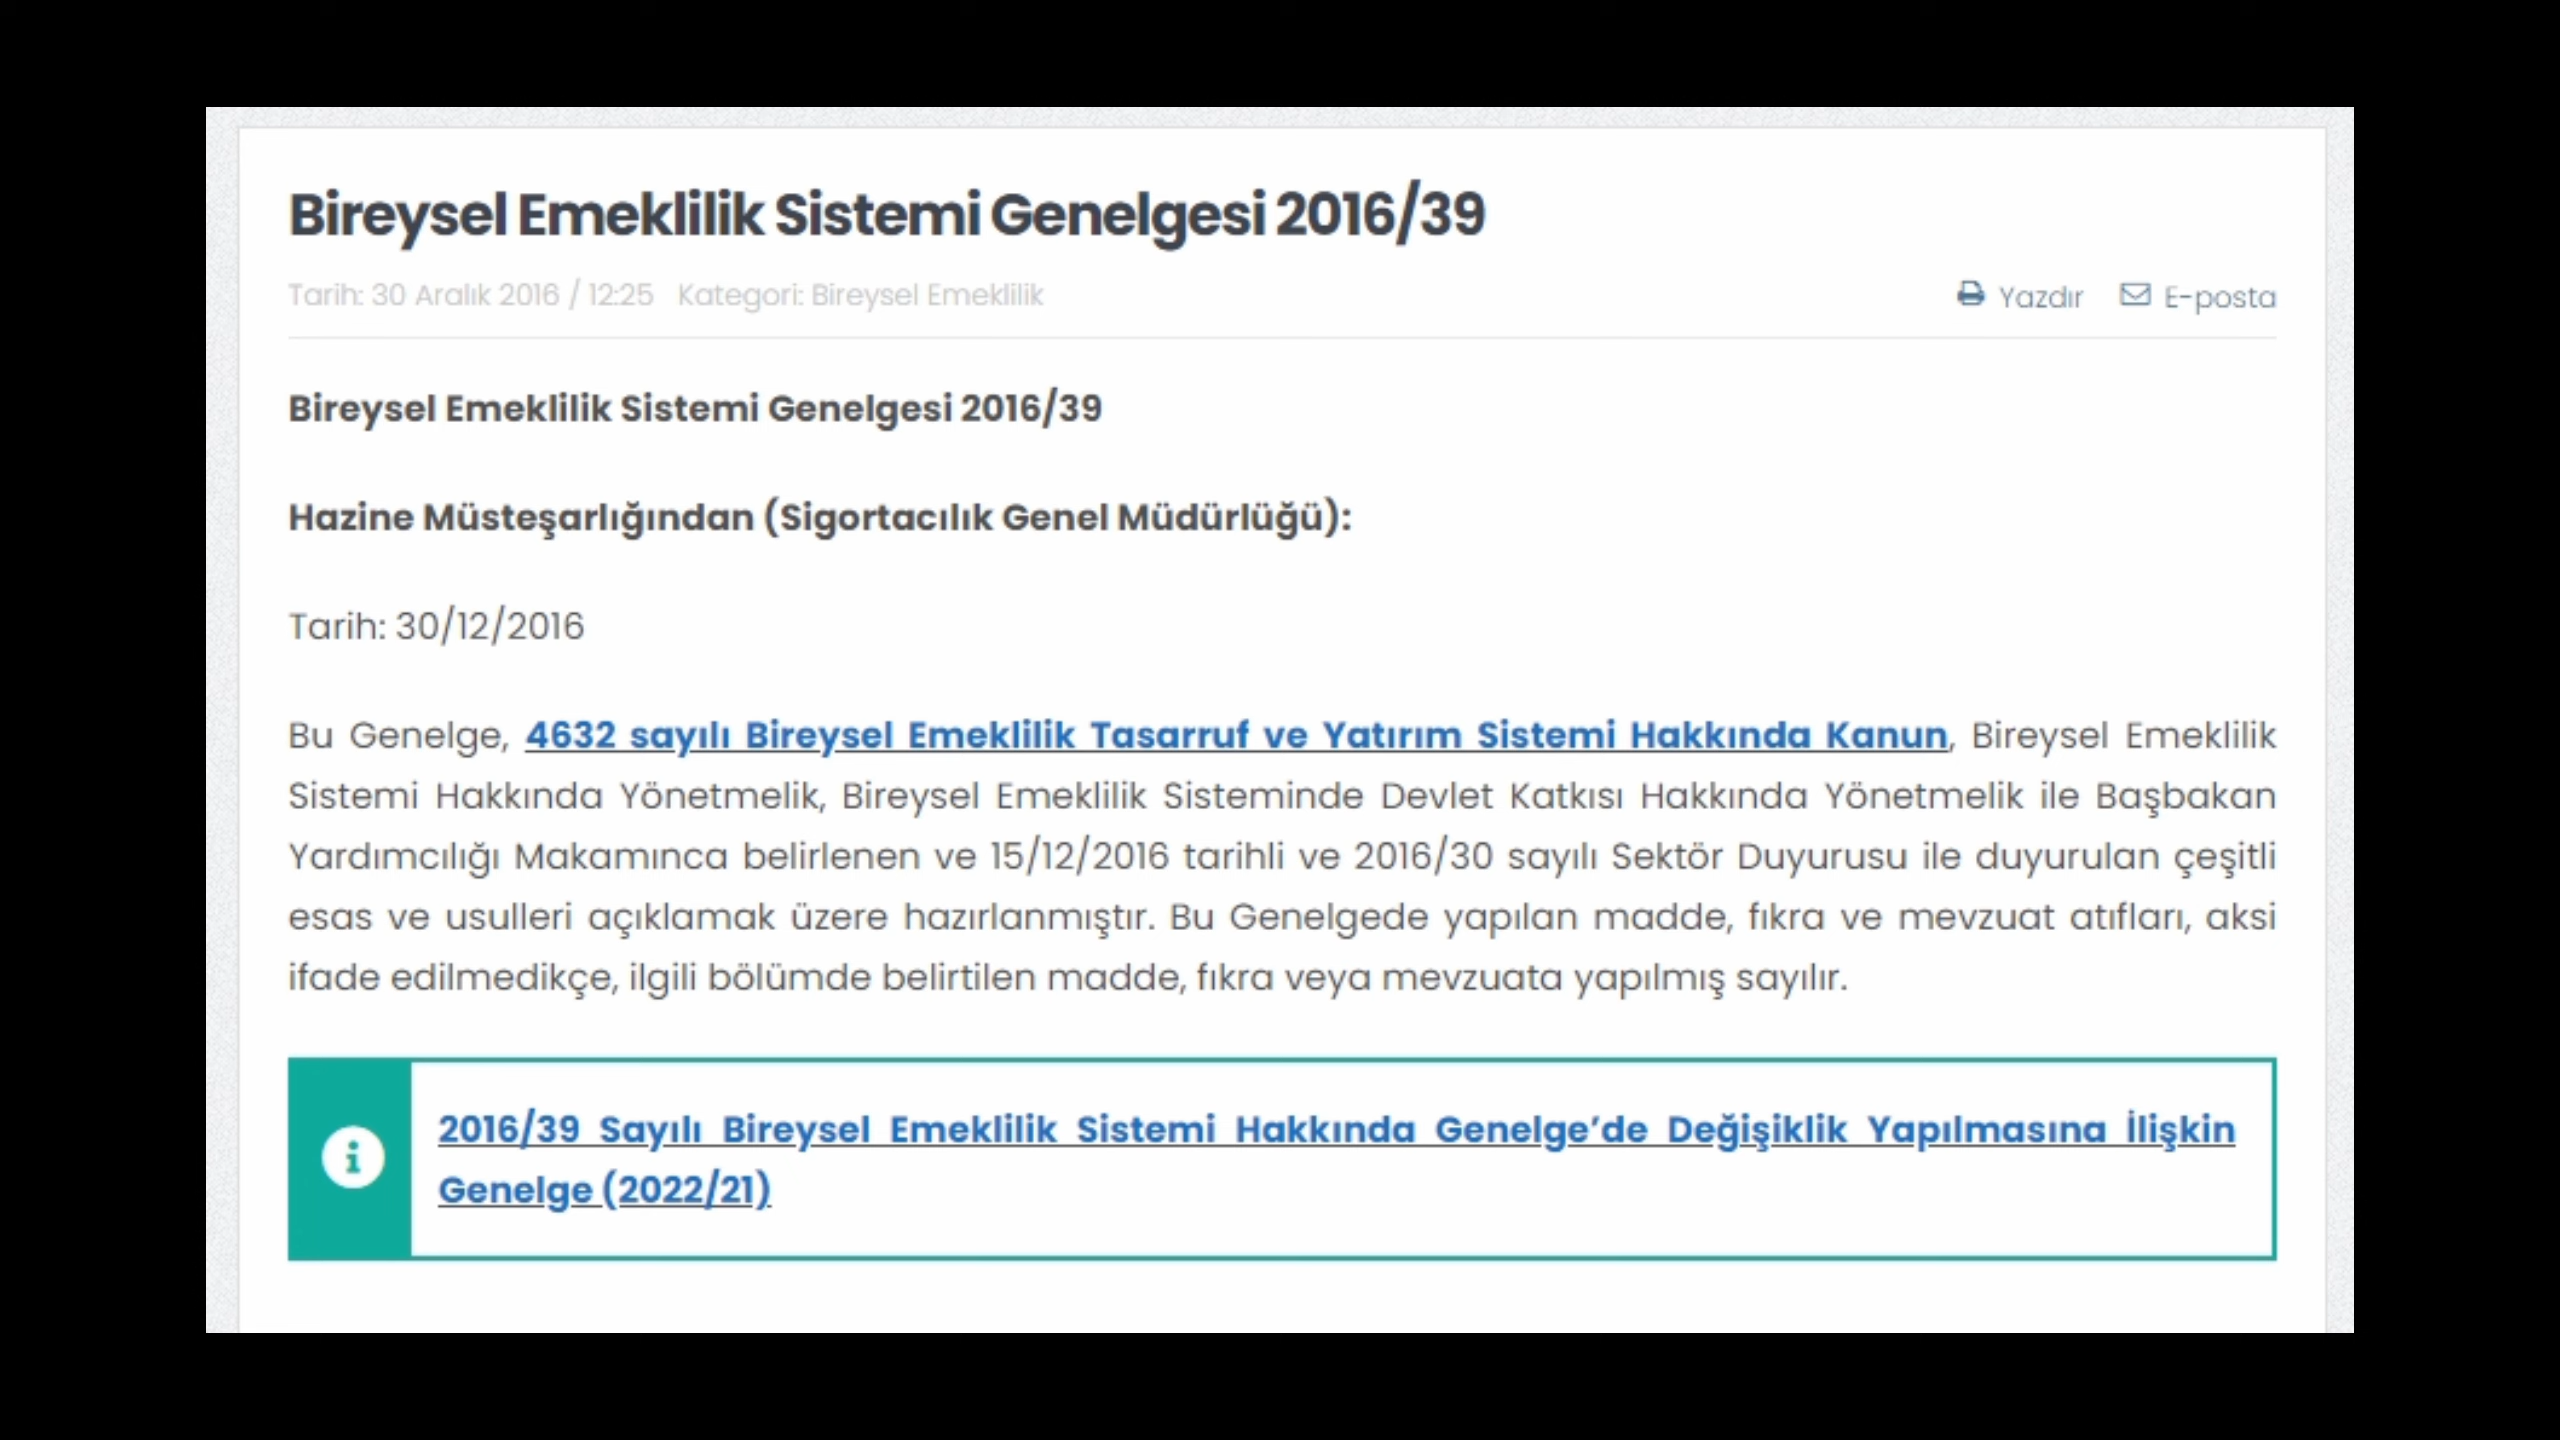 Bireysel Emeklilik Sistemi Genelgesi 2016/39
Tarih: 30 Aralık 2016 / 12:25 Kategori: Bireysel Emeklilik
Yazdır E-posta
Bireysel Emeklilik Sistemi Genelgesi 2016/39
Hazine Müsteşarlığından (Sigortacılık Genel Müdürlüğü):
Tarih: 30/12/2016
Bu Genelge, 4632 sayılı Bireysel Emeklilik Tasarruf ve Yatırım Sistemi Hakkında Kanun, Bireysel Emeklilik
Sistemi Hakkında Yönetmelik, Bireysel Emeklilik Sisteminde Devlet Katkısı Hakkında Yönetmelik ile Başbakan
Yardımcılığı Makamınca belirlenen ve 15/12/2016 tarihli ve 2016/30 sayılı Sektör Duyurusu ile duyurulan çeşitli
esas ve usulleri açıklamak üzere hazırlanmıştır. Bu Genelgede yapılan madde, fıkra ve mevzuat atıfları, aksi
ifade edilmedikçe, ilgili bölümde belirtilen madde, fıkra veya mevzuata yapılmış sayılır.
2016/39 Sayılı Bireysel Emeklilik Sistemi Hakkında Genelge’de Değişiklik Yapılmasına İlişkin
Genelge (2022/21)